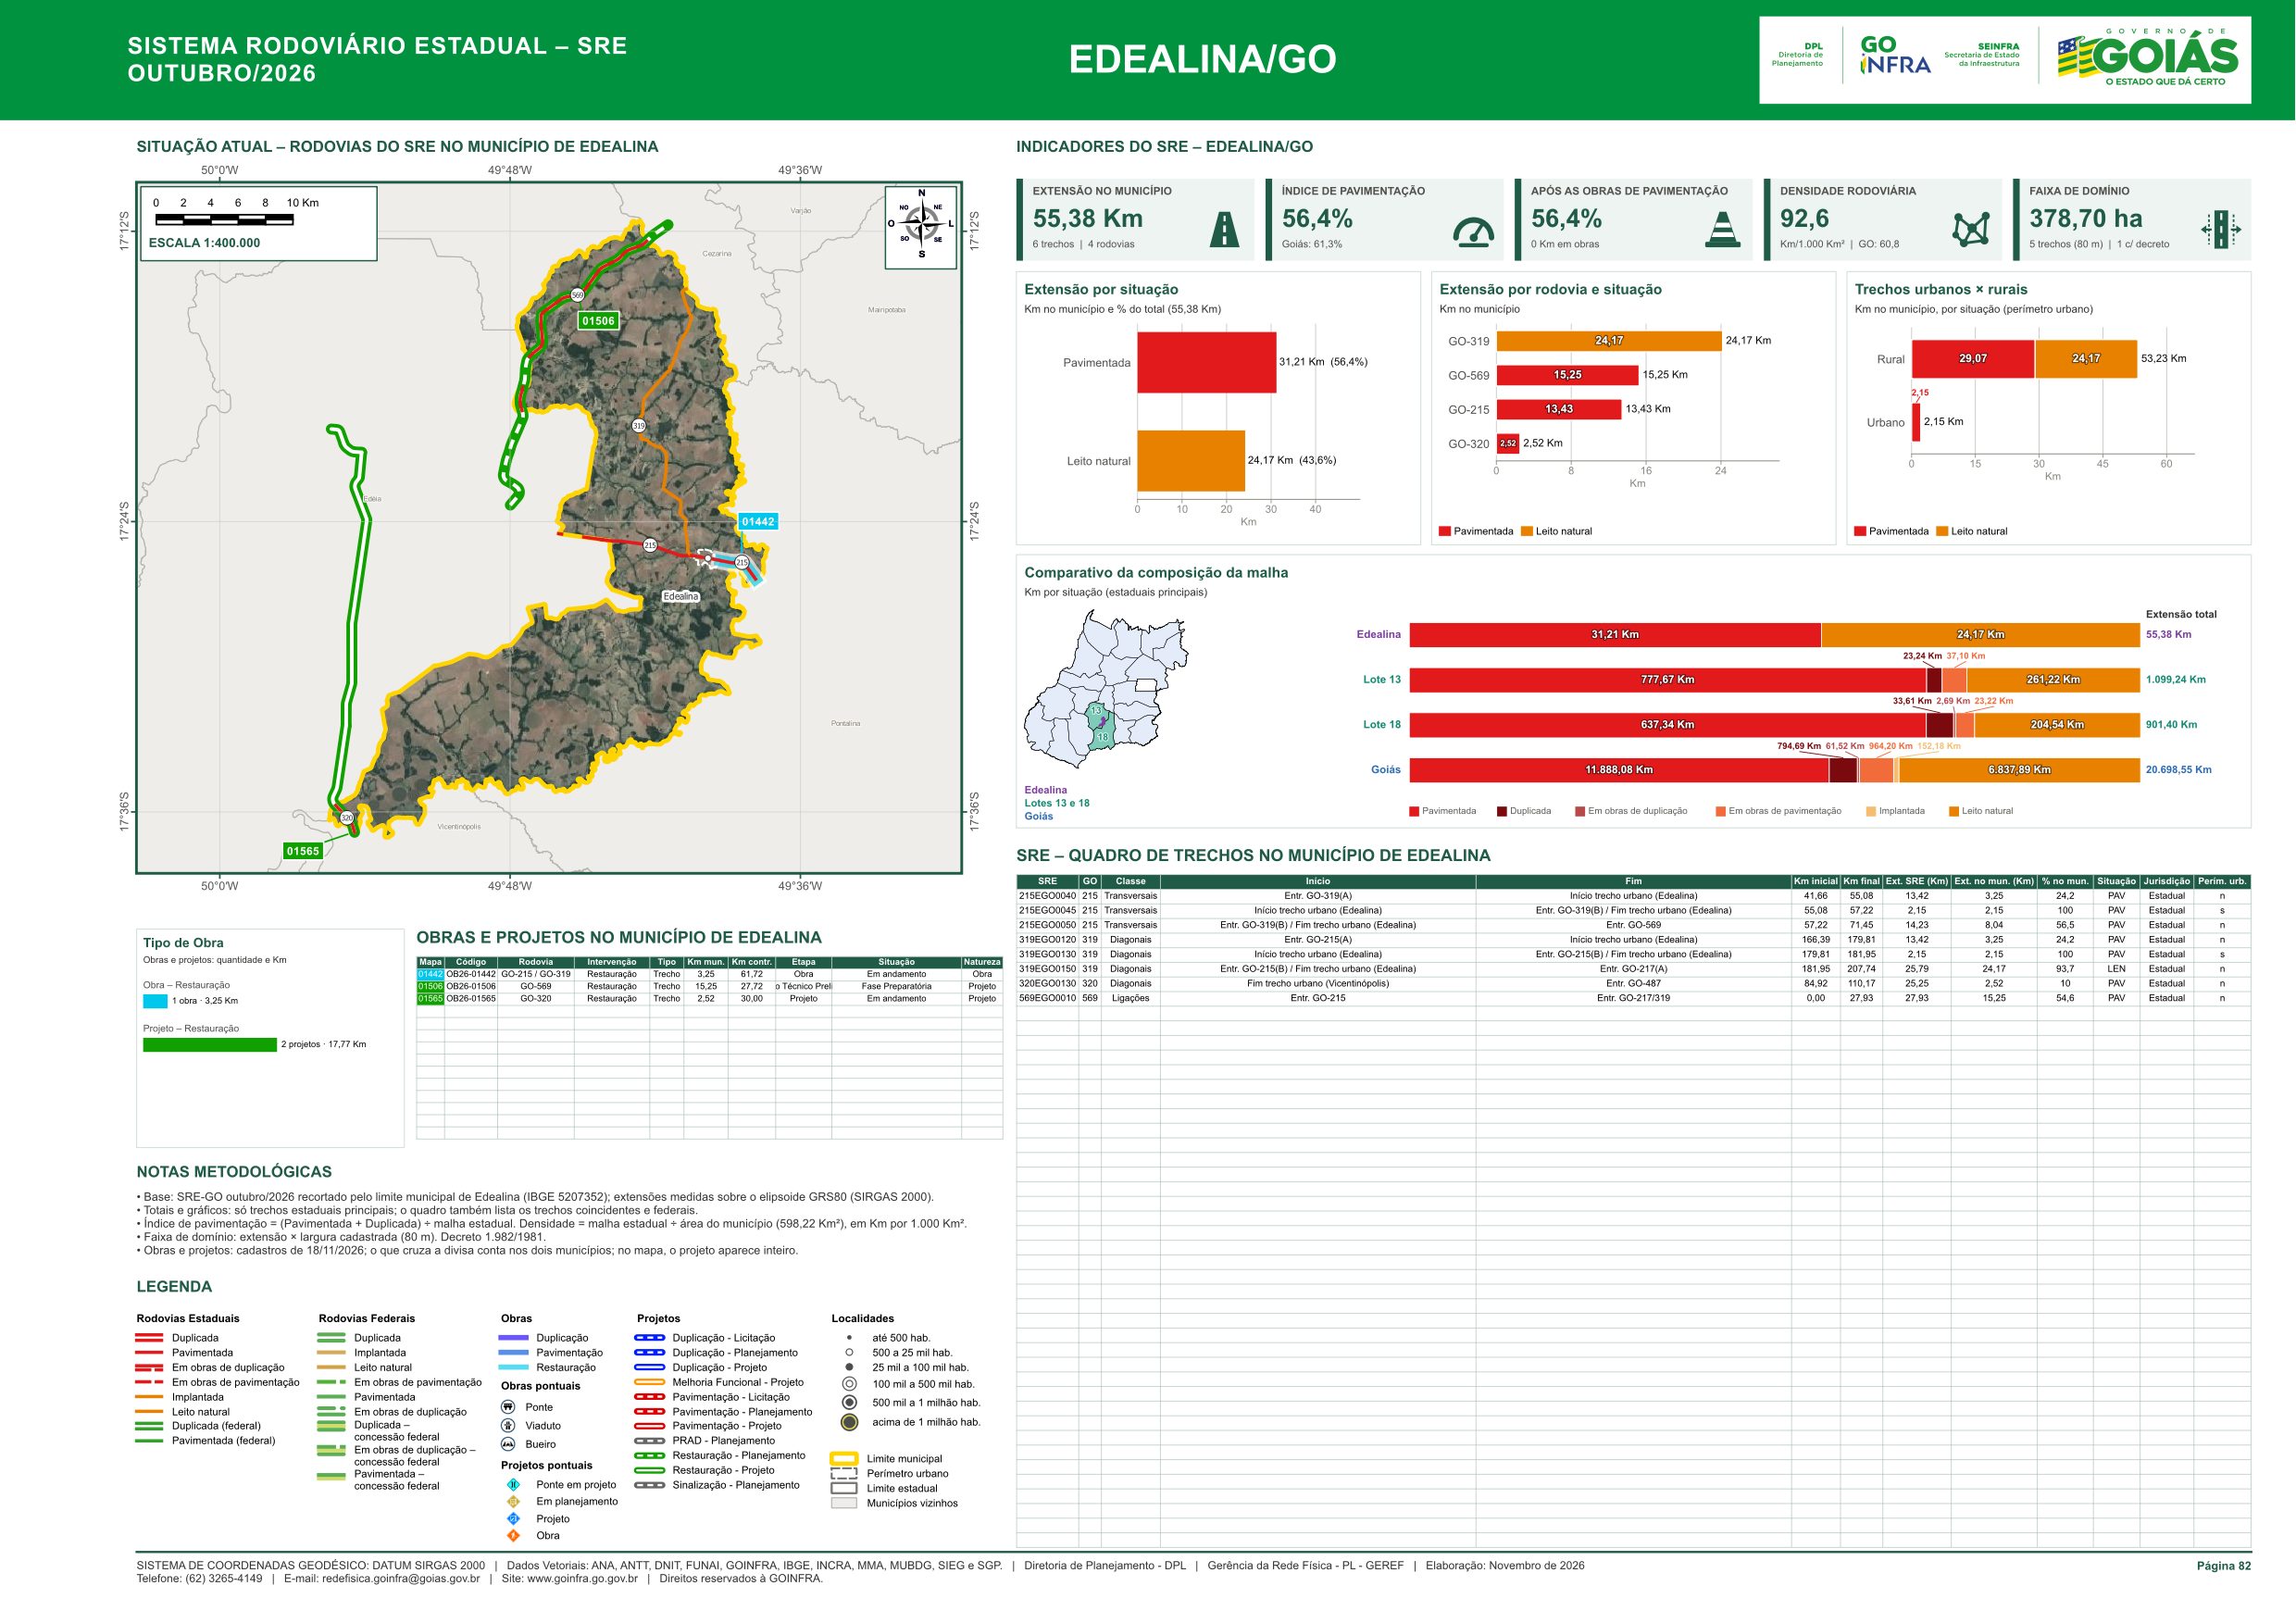 SISTEMA RODOVIÁRIO ESTADUAL – SRE
OUTUBRO/2026
EDEALINA/GO
DPL
Diretoria de
Planejamento
GO
INFRA
SEINFRA
Secretaria de Estado
da Infraestrutura
GOVERNO DE
GOIÁS
O ESTADO QUE DÁ CERTO
SITUAÇÃO ATUAL – RODOVIAS DO SRE NO MUNICÍPIO DE EDEALINA
50°0'W 49°48'W 49°36'W
17°12'S 17°12'S
17°24'S 17°24'S
17°36'S 17°36'S
0 2 4 6 8 10 Km
ESCALA 1:400.000
N
NO NE
O L
SO SE
S
Varjão
Cezarina
Mairipotaba
569
01506
319
Edéia
01442
215
215
Edealina
Pontalina
320
Vicentinópolis
01565
50°0'W 49°48'W 49°36'W
INDICADORES DO SRE – EDEALINA/GO
EXTENSÃO NO MUNICÍPIO
55,38 Km
6 trechos | 4 rodovias
ÍNDICE DE PAVIMENTAÇÃO
56,4%
Goiás: 61,3%
APÓS AS OBRAS DE PAVIMENTAÇÃO
56,4%
0 Km em obras
DENSIDADE RODOVIÁRIA
92,6
Km/1.000 Km² | GO: 60,8
FAIXA DE DOMÍNIO
378,70 ha
5 trechos (80 m) | 1 c/ decreto
Extensão por situação
Km no município e % do total (55,38 Km)
Pavimentada 31,21 Km (56,4%)
Leito natural 24,17 Km (43,6%)
0 10 20 30 40
Km
Extensão por rodovia e situação
Km no município
GO-319 24,17 24,17 Km
GO-569 15,25 15,25 Km
GO-215 13,43 13,43 Km
GO-320 2,52 2,52 Km
0 8 16 24
Km
Pavimentada Leito natural
Trechos urbanos × rurais
Km no município, por situação (perímetro urbano)
Rural 29,07 24,17 53,23 Km
2,15
Urbano 2,15 Km
0 15 30 45 60
Km
Pavimentada Leito natural
Comparativo da composição da malha
Km por situação (estaduais principais)
13
18
Edealina
Lotes 13 e 18
Goiás
Extensão total
Edealina 31,21 Km 24,17 Km 55,38 Km
23,24 Km 37,10 Km
Lote 13 777,67 Km 261,22 Km 1.099,24 Km
33,61 Km 2,69 Km 23,22 Km
Lote 18 637,34 Km 204,54 Km 901,40 Km
794,69 Km 61,52 Km 964,20 Km 152,18 Km
Goiás 11.888,08 Km 6.837,89 Km 20.698,55 Km
Pavimentada Duplicada Em obras de duplicação Em obras de pavimentação Implantada Leito natural
SRE – QUADRO DE TRECHOS NO MUNICÍPIO DE EDEALINA
SRE GO Classe Início Fim Km inicial Km final Ext. SRE (Km) Ext. no mun. (Km) % no mun. Situação Jurisdição Perím. urb.
215EGO0040 215 Transversais Entr. GO-319(A) Início trecho urbano (Edealina) 41,66 55,08 13,42 3,25 24,2 PAV Estadual n
215EGO0045 215 Transversais Início trecho urbano (Edealina) Entr. GO-319(B) / Fim trecho urbano (Edealina) 55,08 57,22 2,15 2,15 100 PAV Estadual s
215EGO0050 215 Transversais Entr. GO-319(B) / Fim trecho urbano (Edealina) Entr. GO-569 57,22 71,45 14,23 8,04 56,5 PAV Estadual n
319EGO0120 319 Diagonais Entr. GO-215(A) Início trecho urbano (Edealina) 166,39 179,81 13,42 3,25 24,2 PAV Estadual n
319EGO0130 319 Diagonais Início trecho urbano (Edealina) Entr. GO-215(B) / Fim trecho urbano (Edealina) 179,81 181,95 2,15 2,15 100 PAV Estadual s
319EGO0150 319 Diagonais Entr. GO-215(B) / Fim trecho urbano (Edealina) Entr. GO-217(A) 181,95 207,74 25,79 24,17 93,7 LEN Estadual n
320EGO0130 320 Diagonais Fim trecho urbano (Vicentinópolis) Entr. GO-487 84,92 110,17 25,25 2,52 10 PAV Estadual n
569EGO0010 569 Ligações Entr. GO-215 Entr. GO-217/319 0,00 27,93 27,93 15,25 54,6 PAV Estadual n
Tipo de Obra
Obras e projetos: quantidade e Km
Obra – Restauração
1 obra · 3,25 Km
Projeto – Restauração
2 projetos · 17,77 Km
OBRAS E PROJETOS NO MUNICÍPIO DE EDEALINA
Mapa Código Rodovia Intervenção Tipo Km mun. Km contr. Etapa Situação Natureza
01442 OB26-01442 GO-215 / GO-319 Restauração Trecho 3,25 61,72 Obra Em andamento Obra
01506 OB26-01506 GO-569 Restauração Trecho 15,25 27,72 o Técnico Preli Fase Preparatória Projeto
01565 OB26-01565 GO-320 Restauração Trecho 2,52 30,00 Projeto Em andamento Projeto
NOTAS METODOLÓGICAS
• Base: SRE-GO outubro/2026 recortado pelo limite municipal de Edealina (IBGE 5207352); extensões medidas sobre o elipsoide GRS80 (SIRGAS 2000).
• Totais e gráficos: só trechos estaduais principais; o quadro também lista os trechos coincidentes e federais.
• Índice de pavimentação = (Pavimentada + Duplicada) ÷ malha estadual. Densidade = malha estadual ÷ área do município (598,22 Km²), em Km por 1.000 Km².
• Faixa de domínio: extensão × largura cadastrada (80 m). Decreto 1.982/1981.
• Obras e projetos: cadastros de 18/11/2026; o que cruza a divisa conta nos dois municípios; no mapa, o projeto aparece inteiro.
LEGENDA
Rodovias Estaduais
Duplicada
Pavimentada
Em obras de duplicação
Em obras de pavimentação
Implantada
Leito natural
Duplicada (federal)
Pavimentada (federal)
Rodovias Federais
Duplicada
Implantada
Leito natural
Em obras de pavimentação
Pavimentada
Em obras de duplicação
Duplicada –
concessão federal
Em obras de duplicação –
concessão federal
Pavimentada –
concessão federal
Obras
Duplicação
Pavimentação
Restauração
Obras pontuais
Ponte
Viaduto
Bueiro
Projetos pontuais
Ponte em projeto
Em planejamento
Projeto
Obra
Projetos
Duplicação - Licitação
Duplicação - Planejamento
Duplicação - Projeto
Melhoria Funcional - Projeto
Pavimentação - Licitação
Pavimentação - Planejamento
Pavimentação - Projeto
PRAD - Planejamento
Restauração - Planejamento
Restauração - Projeto
Sinalização - Planejamento
Localidades
até 500 hab.
500 a 25 mil hab.
25 mil a 100 mil hab.
100 mil a 500 mil hab.
500 mil a 1 milhão hab.
acima de 1 milhão hab.
Limite municipal
Perímetro urbano
Limite estadual
Municípios vizinhos
SISTEMA DE COORDENADAS GEODÉSICO: DATUM SIRGAS 2000 | Dados Vetoriais: ANA, ANTT, DNIT, FUNAI, GOINFRA, IBGE, INCRA, MMA, MUBDG, SIEG e SGP. | Diretoria de Planejamento - DPL | Gerência da Rede Física - PL - GEREF | Elaboração: Novembro de 2026
Página 82
Telefone: (62) 3265-4149 | E-mail: redefisica.goinfra@goias.gov.br | Site: www.goinfra.go.gov.br | Direitos reservados à GOINFRA.